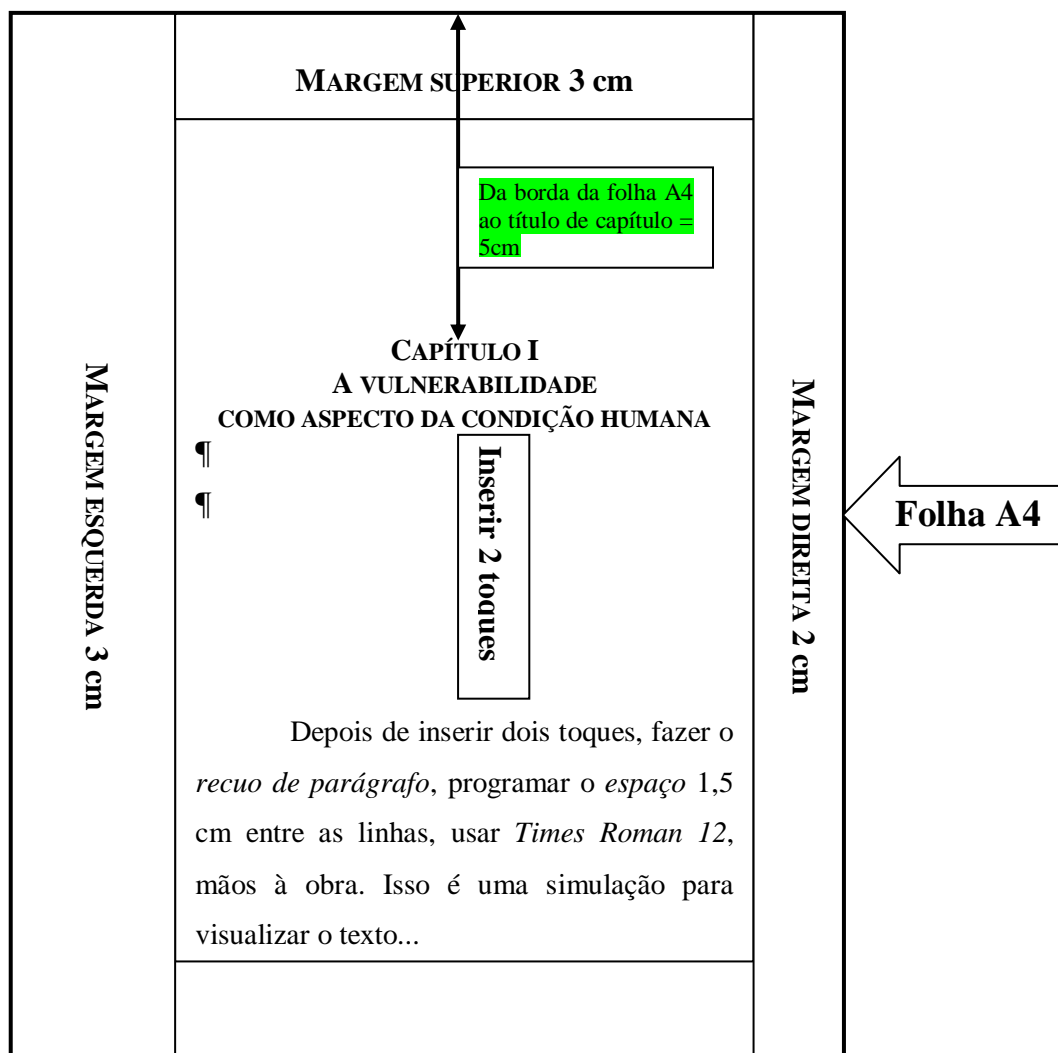 MARGEM SUPERIOR 3 cm
Da borda da folha A4
ao título de capítulo =
5cm
CAPÍTULO I
A VULNERABILIDADE
COMO ASPECTO DA CONDIÇÃO HUMANA
¶
¶
Inserir 2 toques
MARGEM ESQUERDA 3 cm
MARGEM DIREITA 2 cm
Folha A4
Depois de inserir dois toques, fazer o
recuo de parágrafo, programar o espaço 1,5
cm entre as linhas, usar Times Roman 12,
mãos à obra. Isso é uma simulação para
visualizar o texto...